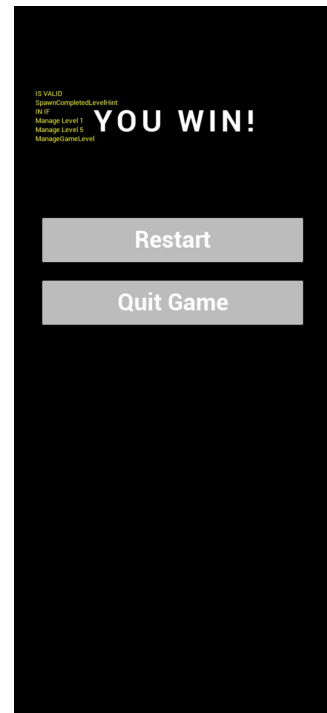 IS VALID
SpawnCompletedLevelHint
IN IF
Manage Level 1
Manage Level 5
ManageGameLevel
YOU WIN!
Restart
Quit Game